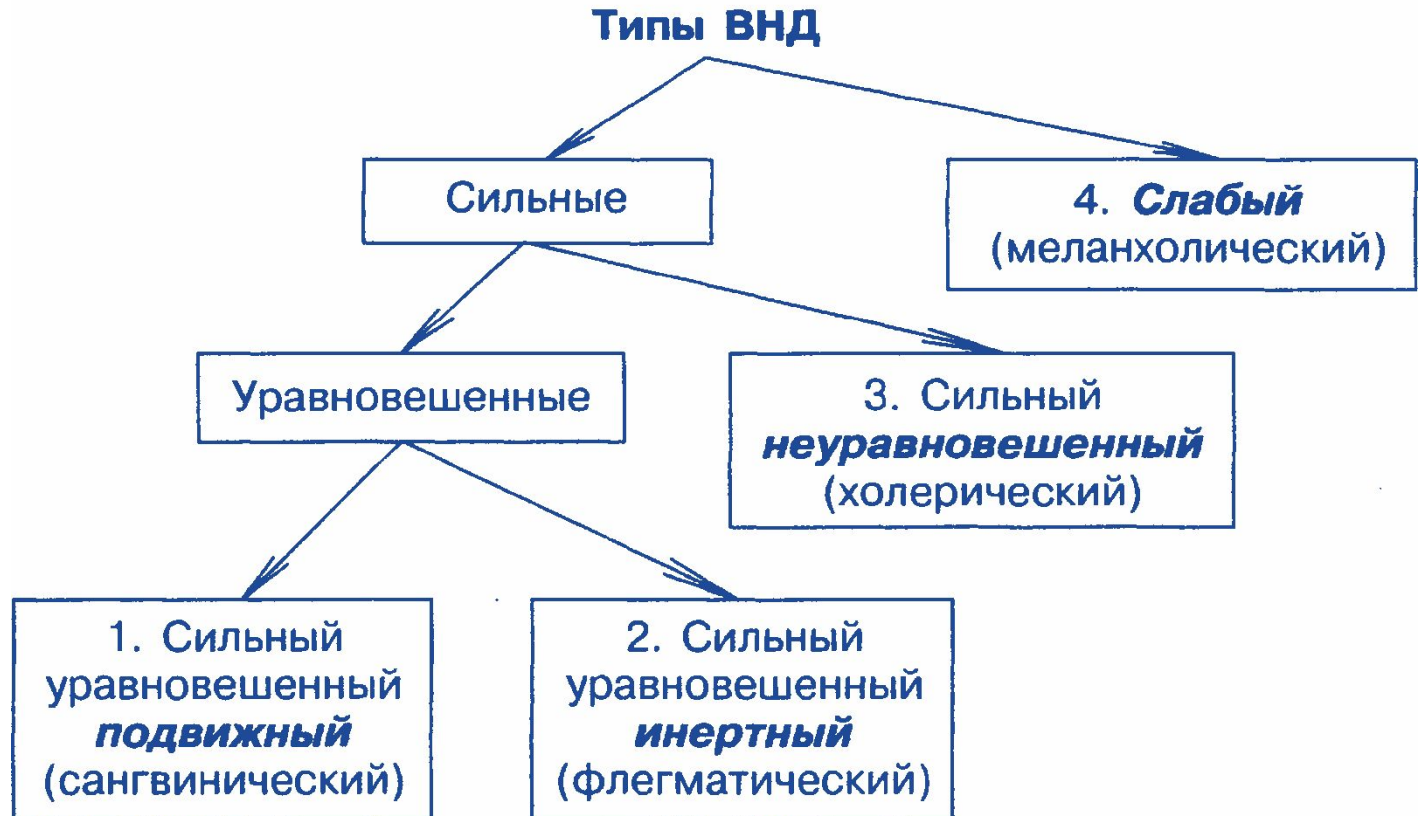 Типы ВНД
Сильные
4. Слабый
(меланхолический)
Уравновешенные
3. Сильный
неуравновешенный
(холерический)
1. Сильный
уравновешенный
подвижный
(сангвинический)
2. Сильный
уравновешенный
инертный
(флегматический)